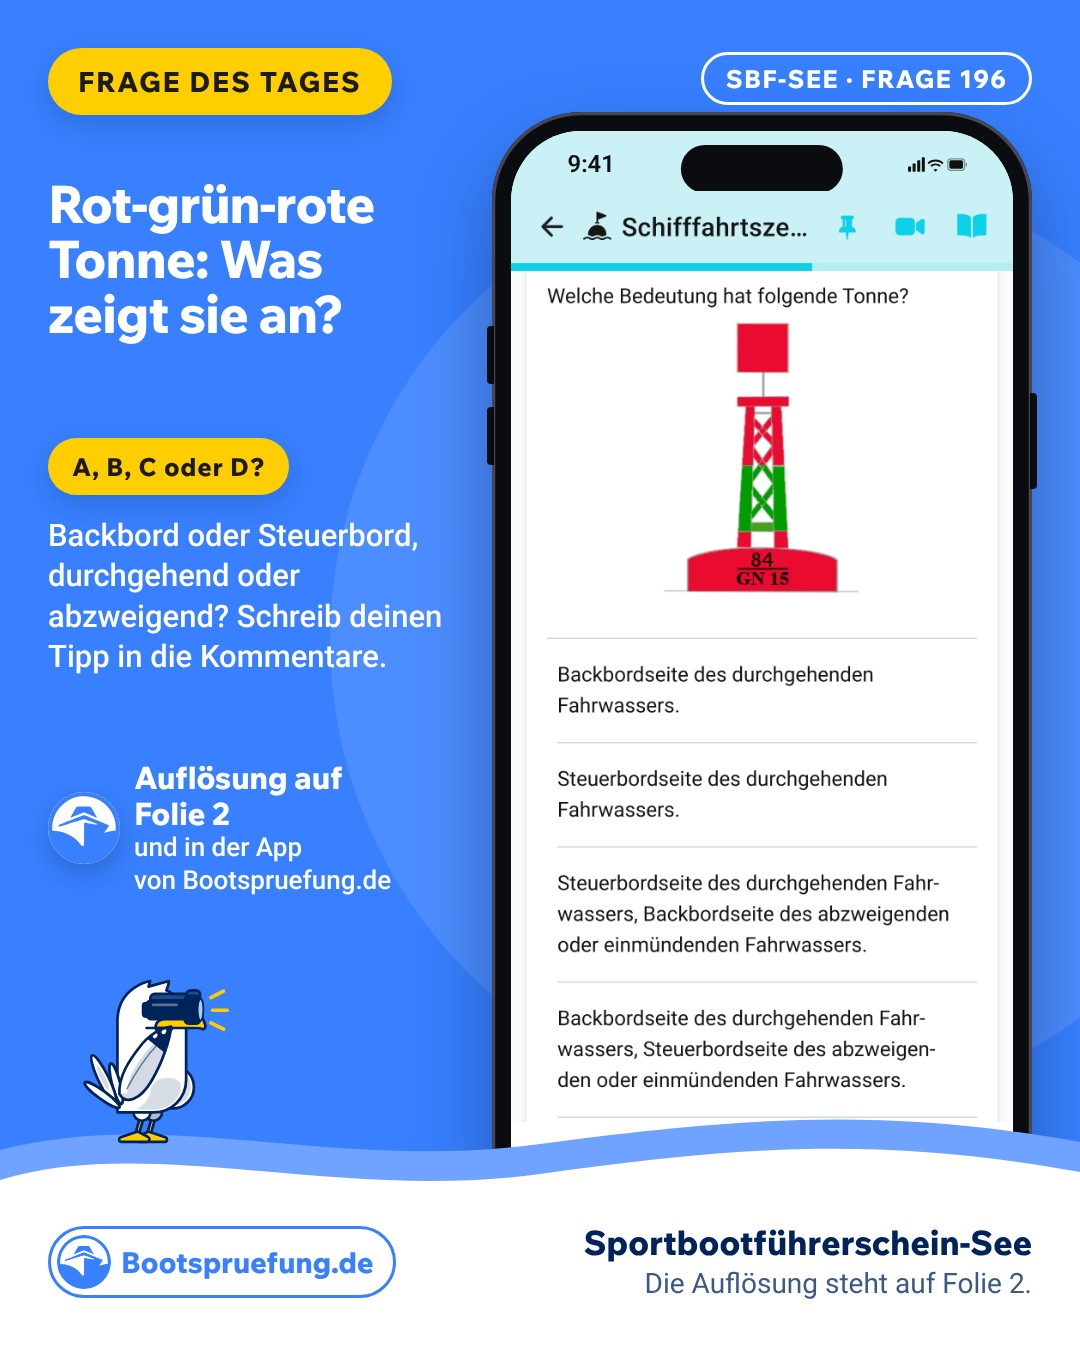 FRAGE DES TAGES
SBF-SEE · FRAGE 196
Rot-grün-rote
Tonne: Was
zeigt sie an?
A, B, C oder D?
Backbord oder Steuerbord,
durchgehend oder
abzweigend? Schreib deinen
Tipp in die Kommentare.
Auflösung auf
Folie 2
und in der App
von Bootspruefung.de
9:41
Schifffahrtsze...
Welche Bedeutung hat folgende Tonne?
84
GN 15
Backbordseite des durchgehenden
Fahrwassers.
Steuerbordseite des durchgehenden
Fahrwassers.
Steuerbordseite des durchgehenden Fahr-
wassers, Backbordseite des abzweigenden
oder einmündenden Fahrwassers.
Backbordseite des durchgehenden Fahr-
wassers, Steuerbordseite des abzweigen-
den oder einmündenden Fahrwassers.
Bootspruefung.de
Sportbootführerschein-See
Die Auflösung steht auf Folie 2.